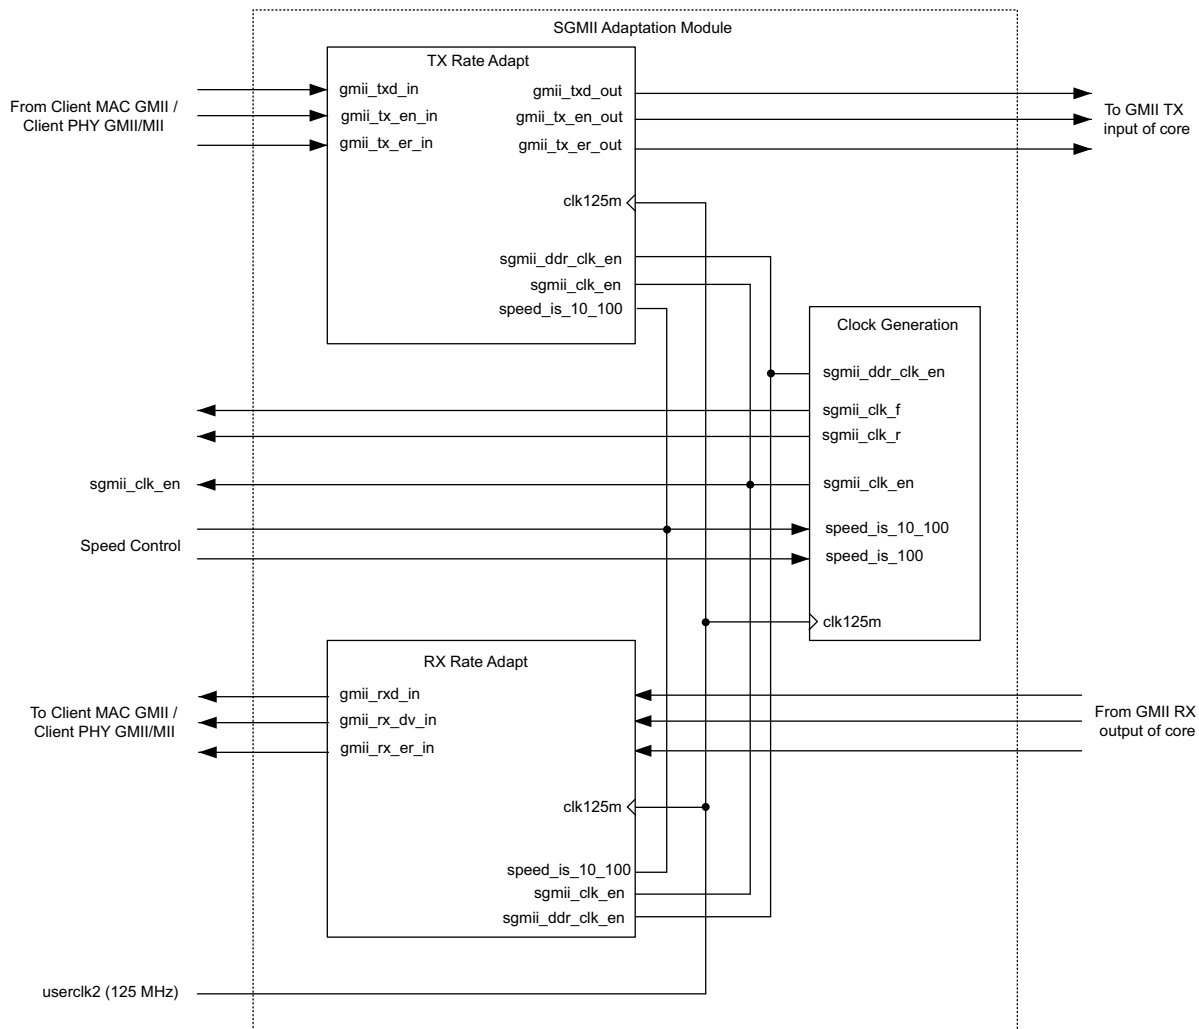 SGMII Adaptation Module
TX Rate Adapt
From Client MAC GMII /
Client PHY GMII/MII
gmii_txd_in
gmii_tx_en_in
gmii_tx_er_in
gmii_txd_out
gmii_tx_en_out
gmii_tx_er_out
To GMII TX
input of core
clk125m
sgmii_ddr_clk_en
sgmii_clk_en
speed_is_10_100
Clock Generation
sgmii_ddr_clk_en
sgmii_clk_f
sgmii_clk_r
sgmii_clk_en
speed_is_10_100
speed_is_100
clk125m
sgmii_clk_en
Speed Control
RX Rate Adapt
To Client MAC GMII /
Client PHY GMII/MII
gmii_rxd_in
gmii_rx_dv_in
gmii_rx_er_in
From GMII RX
output of core
clk125m
speed_is_10_100
sgmii_clk_en
sgmii_ddr_clk_en
userclk2 (125 MHz)